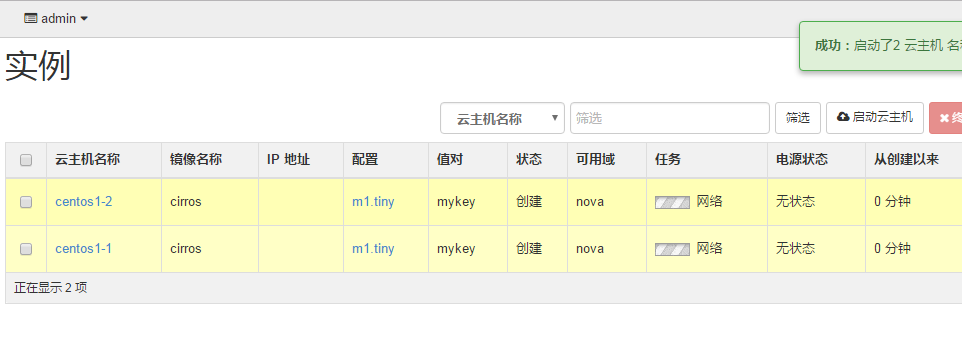 admin
成功：启动了2 云主机 名称
实例
云主机名称 筛选 筛选 启动云主机 终
云主机名称 镜像名称 IP 地址 配置 值对 状态 可用域 任务 电源状态 从创建以来
centos1-2 cirros m1.tiny mykey 创建 nova 网络 无状态 0 分钟
centos1-1 cirros m1.tiny mykey 创建 nova 网络 无状态 0 分钟
正在显示 2 项